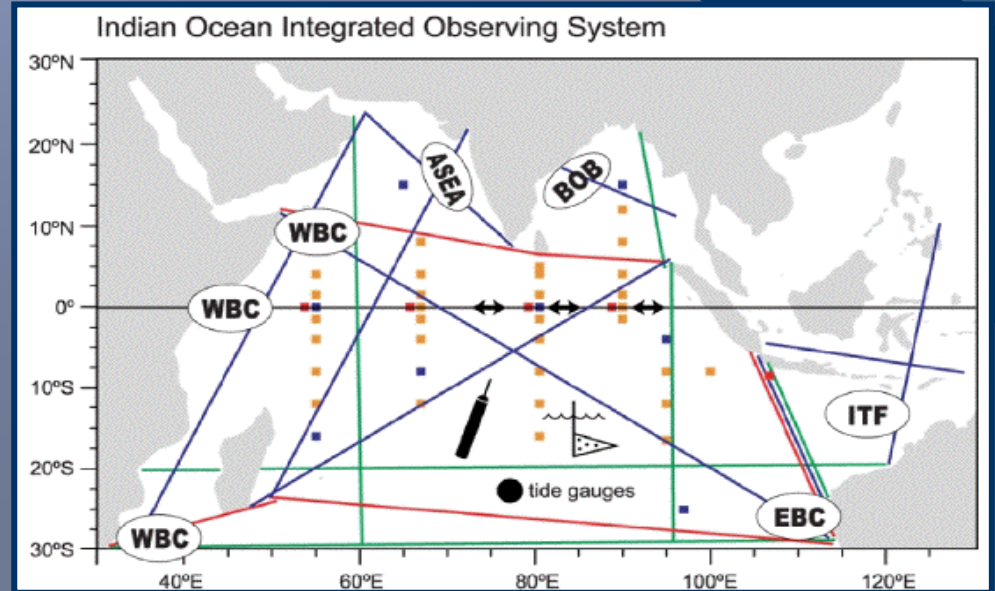 Indian Ocean Integrated Observing System
30ºN
20ºN
10ºN
0º
10ºS
20ºS
30ºS
ASEA
BOB
WBC
WBC
ITF
tide gauges
EBC
WBC
40ºE
60ºE
80ºE
100ºE
120ºE